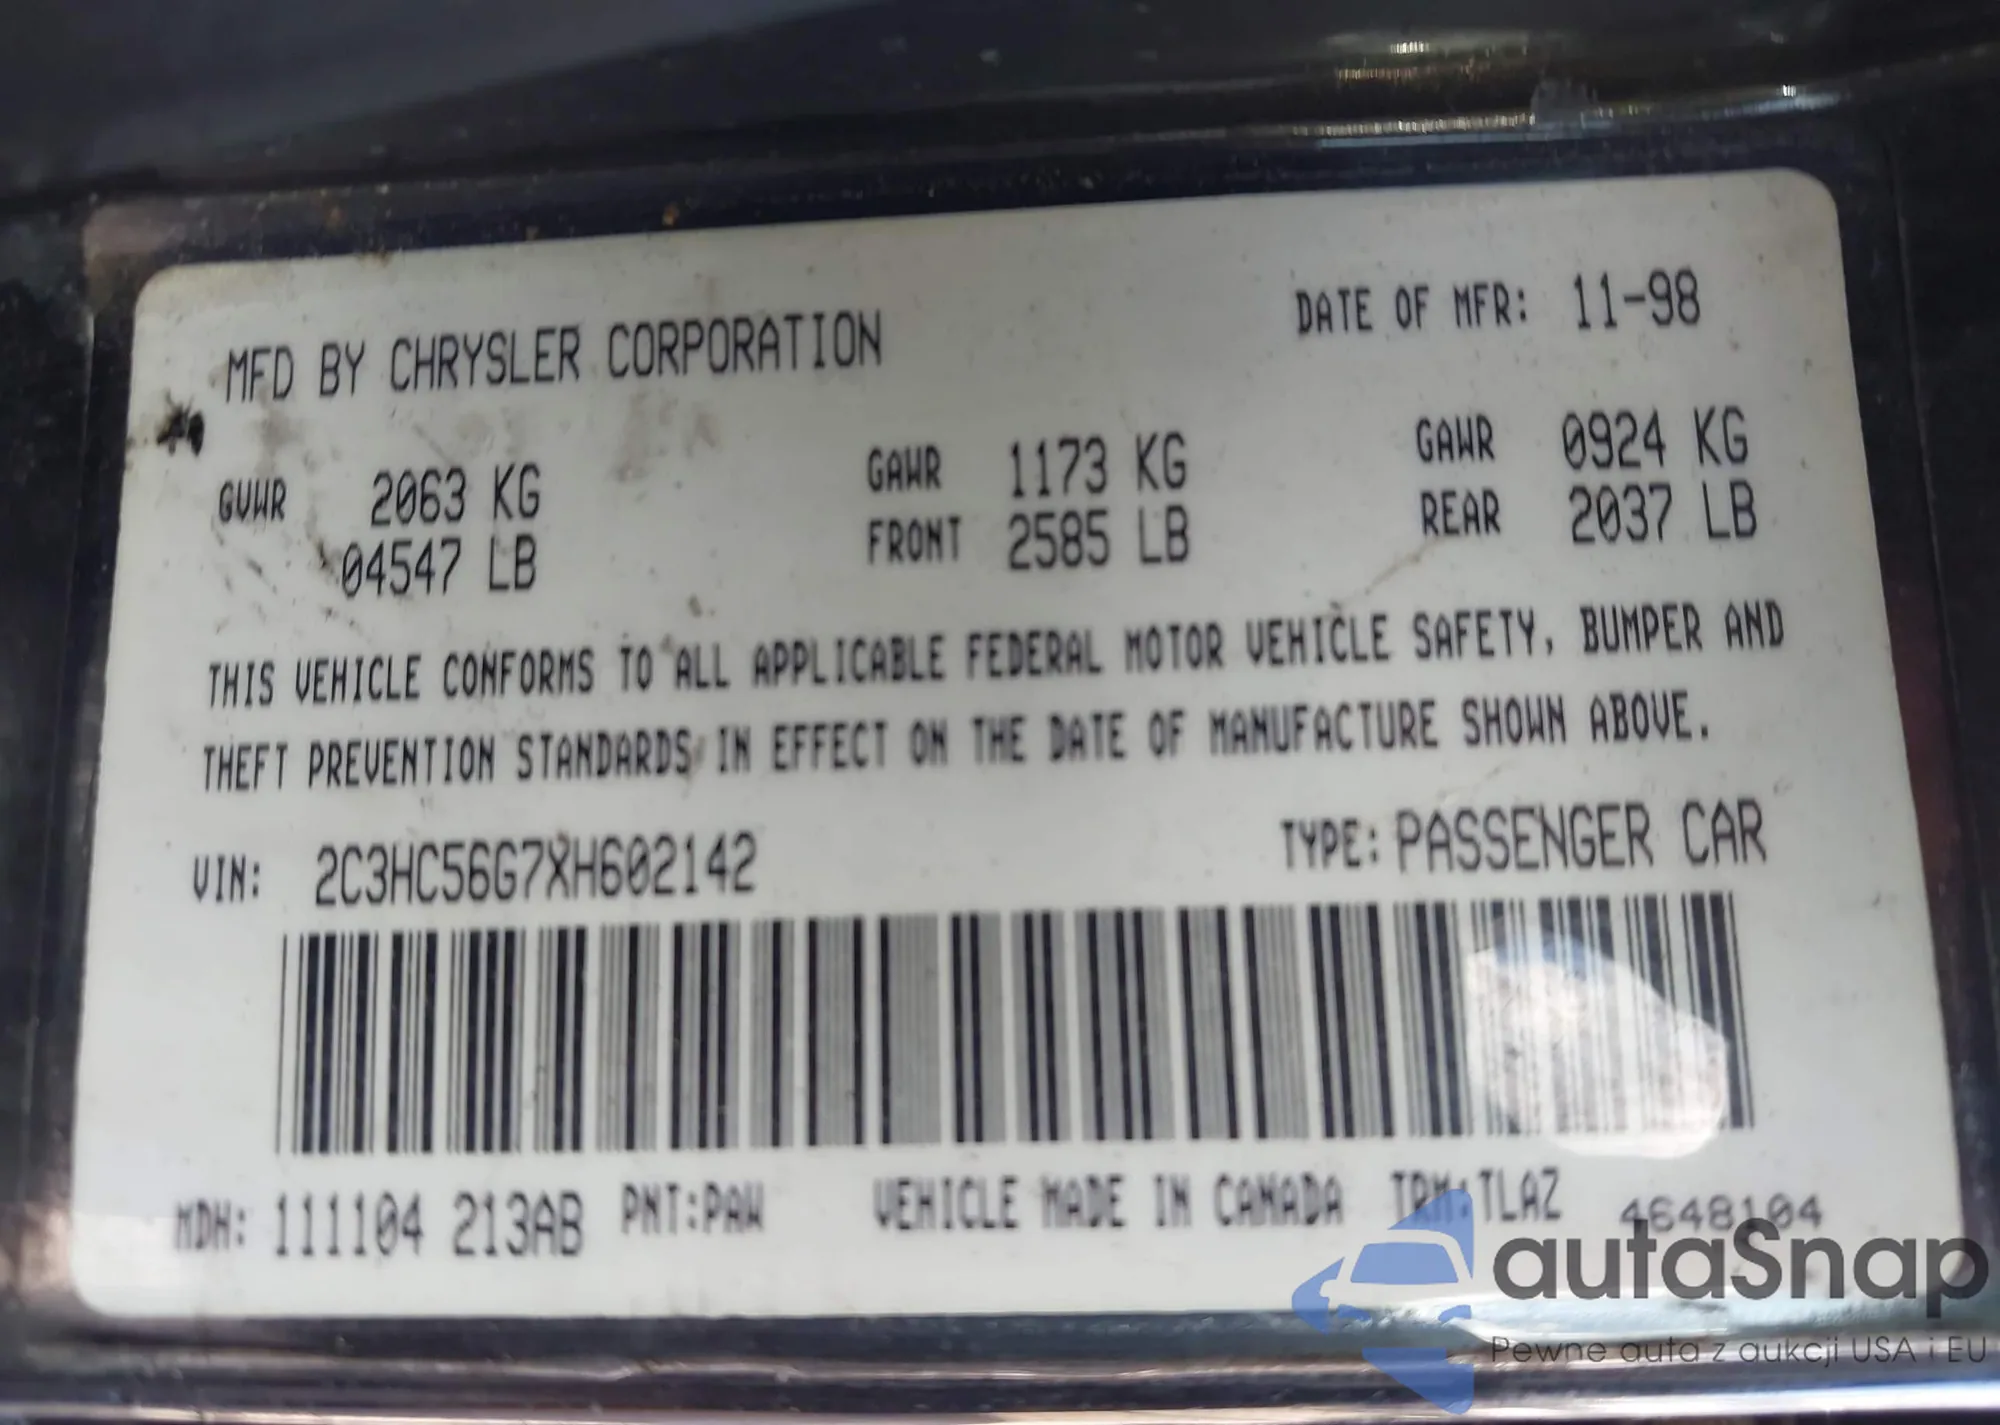 MFD BY CHRYSLER CORPORATION DATE OF MFR: 11-98
GVWR 2063 KG GAWR 1173 KG GAWR 0924 KG
04547 LB FRONT 2585 LB REAR 2037 LB
THIS VEHICLE CONFORMS TO ALL APPLICABLE FEDERAL MOTOR VEHICLE SAFETY, BUMPER AND
THEFT PREVENTION STANDARDS IN EFFECT ON THE DATE OF MANUFACTURE SHOWN ABOVE.
VIN: 2C3HC56G7XH602142 TYPE: PASSENGER CAR
MDH: 111104 213AB PNT:PAW VEHICLE MADE IN CANADA TRM:TLAZ 4648104
autaSnap
Pewne auta z aukcji USA i EU